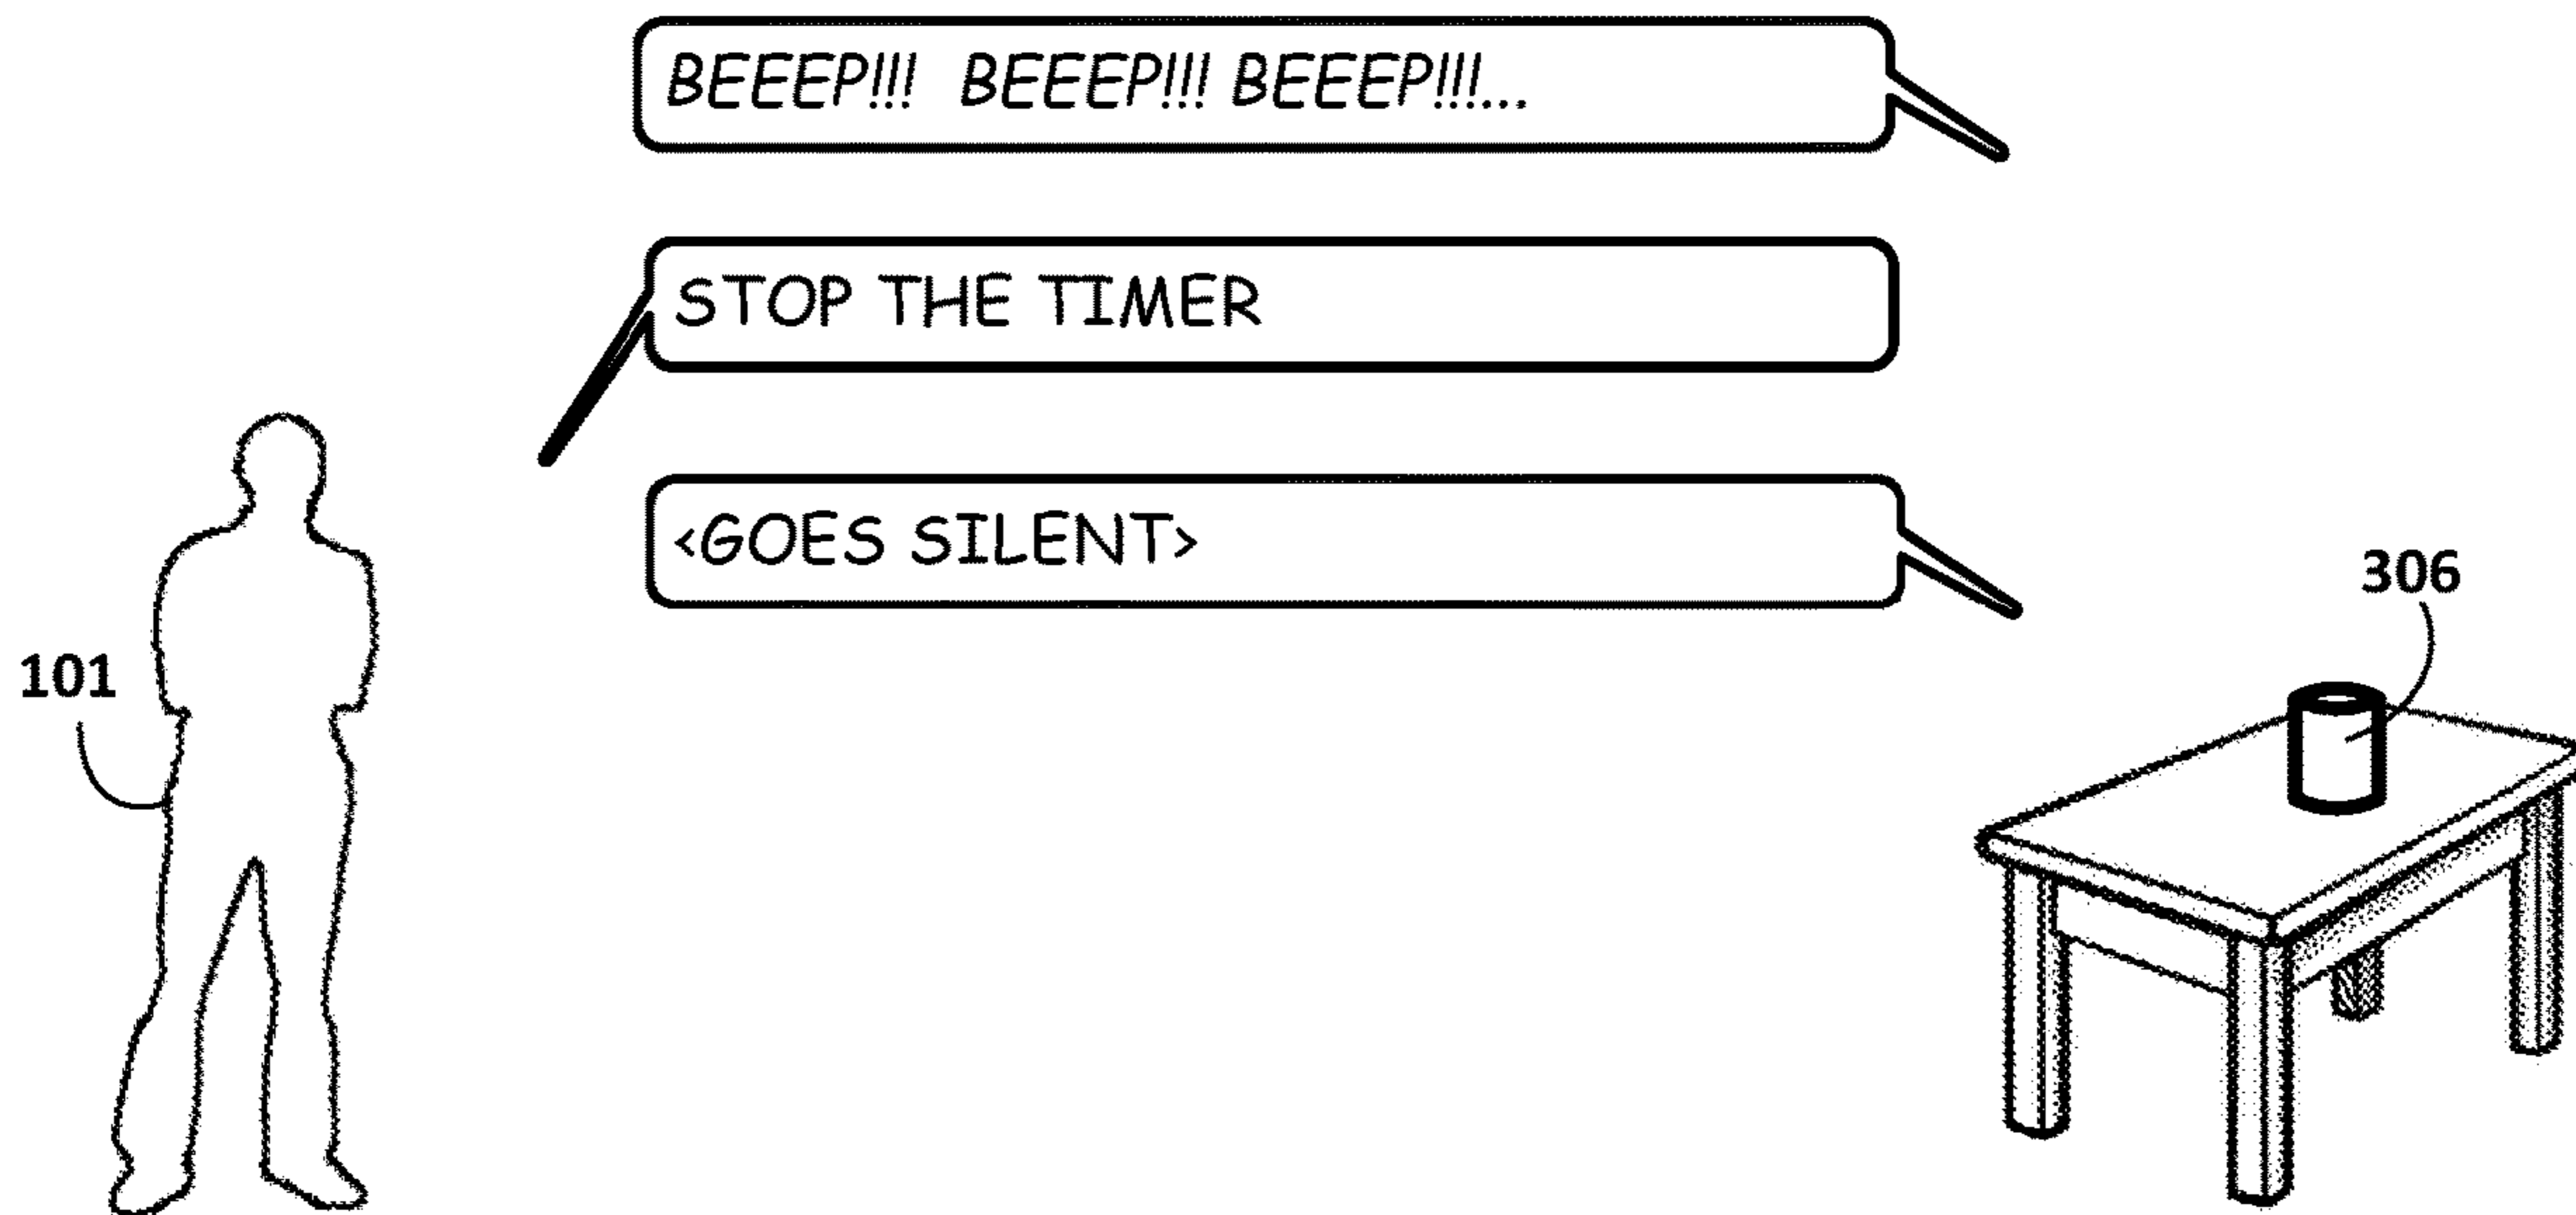 BEEEP!!! BEEEP!!! BEEEP!!!...
STOP THE TIMER
<GOES SILENT>
306
101